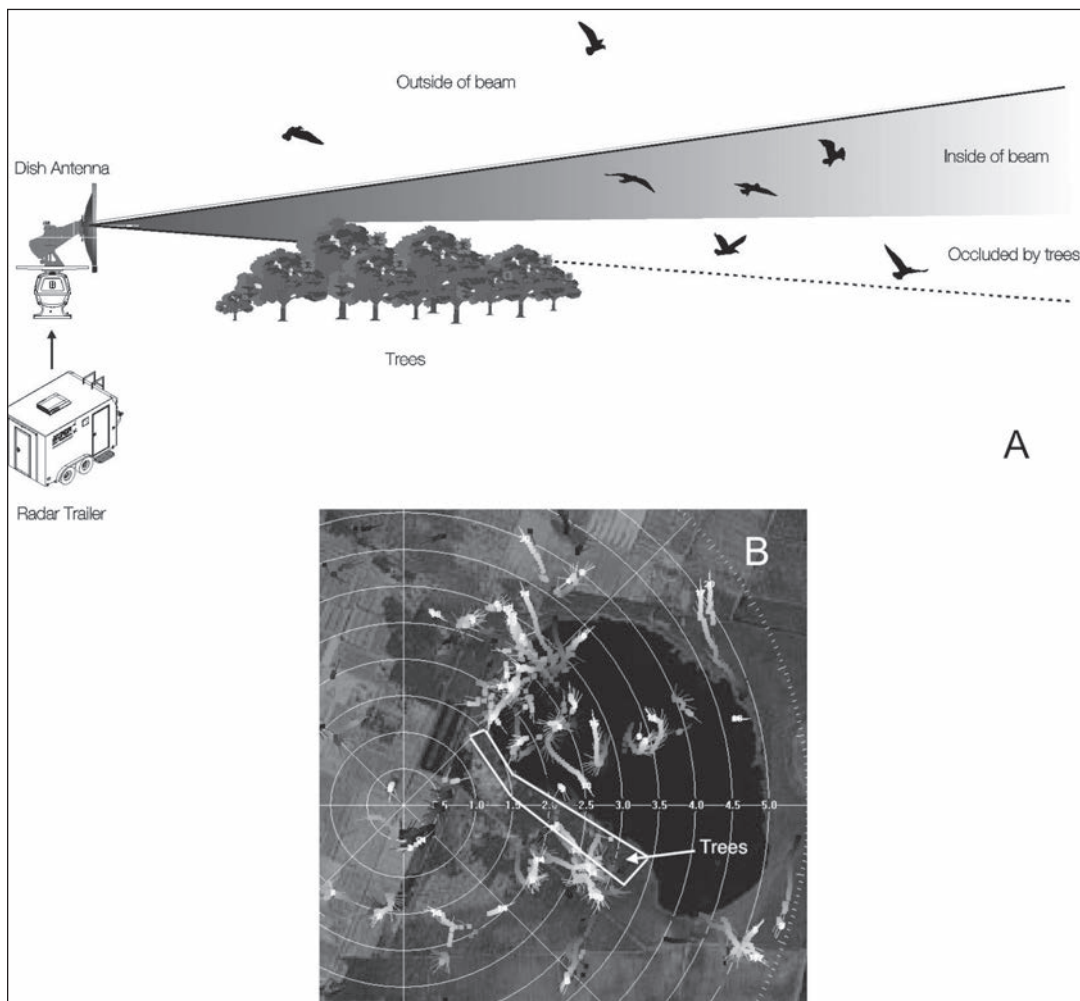 Outside of beam
Dish Antenna
Inside of beam
Occluded by trees
Trees
A
Radar Trailer
B
1.0 1.5 2.0 2.5 3.0 3.5 4.0 4.5 5.0
Trees